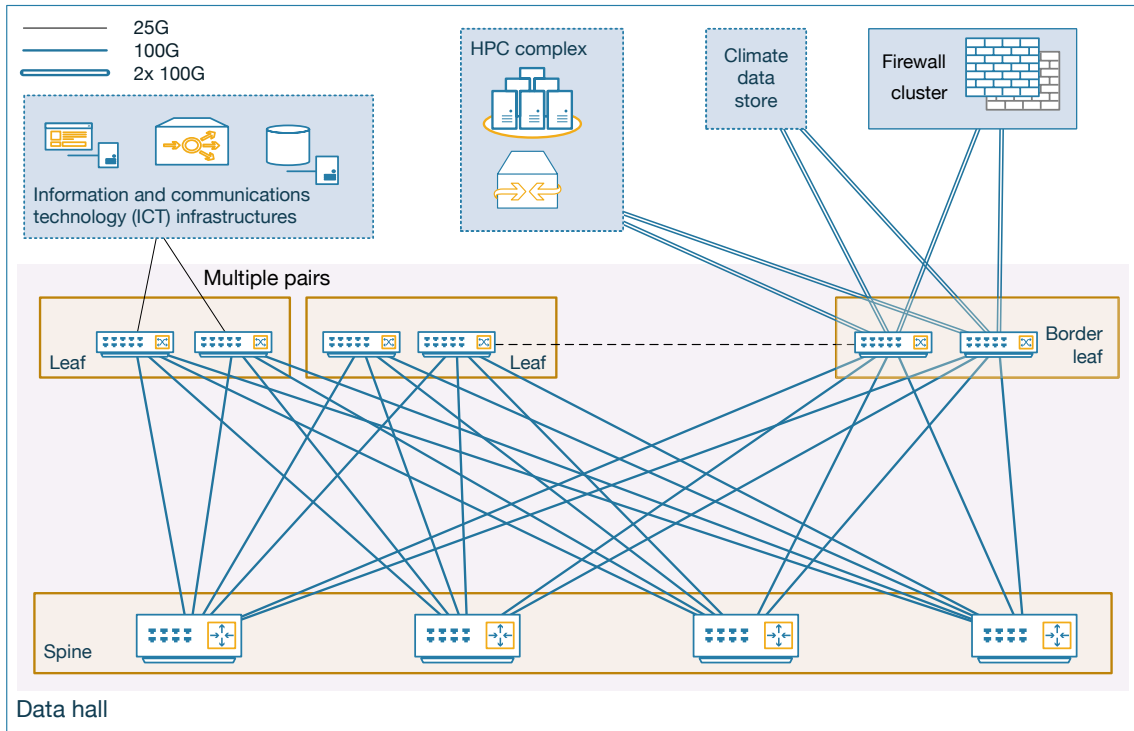 25G
100G
2x 100G
HPC complex
Climate
data
store
Firewall
cluster
Information and communications
technology (ICT) infrastructures
Multiple pairs
Leaf
Leaf
Border
leaf
Spine
Data hall